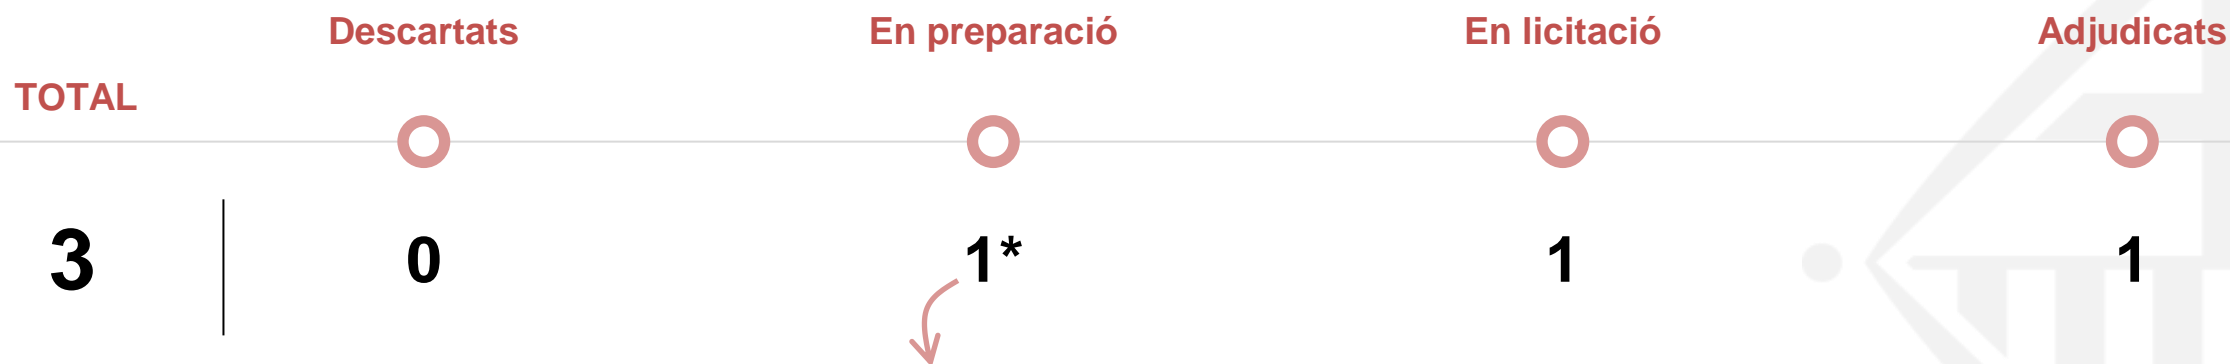 Descartats En preparació En licitació Adjudicats
TOTAL
3 0 1* 1 1